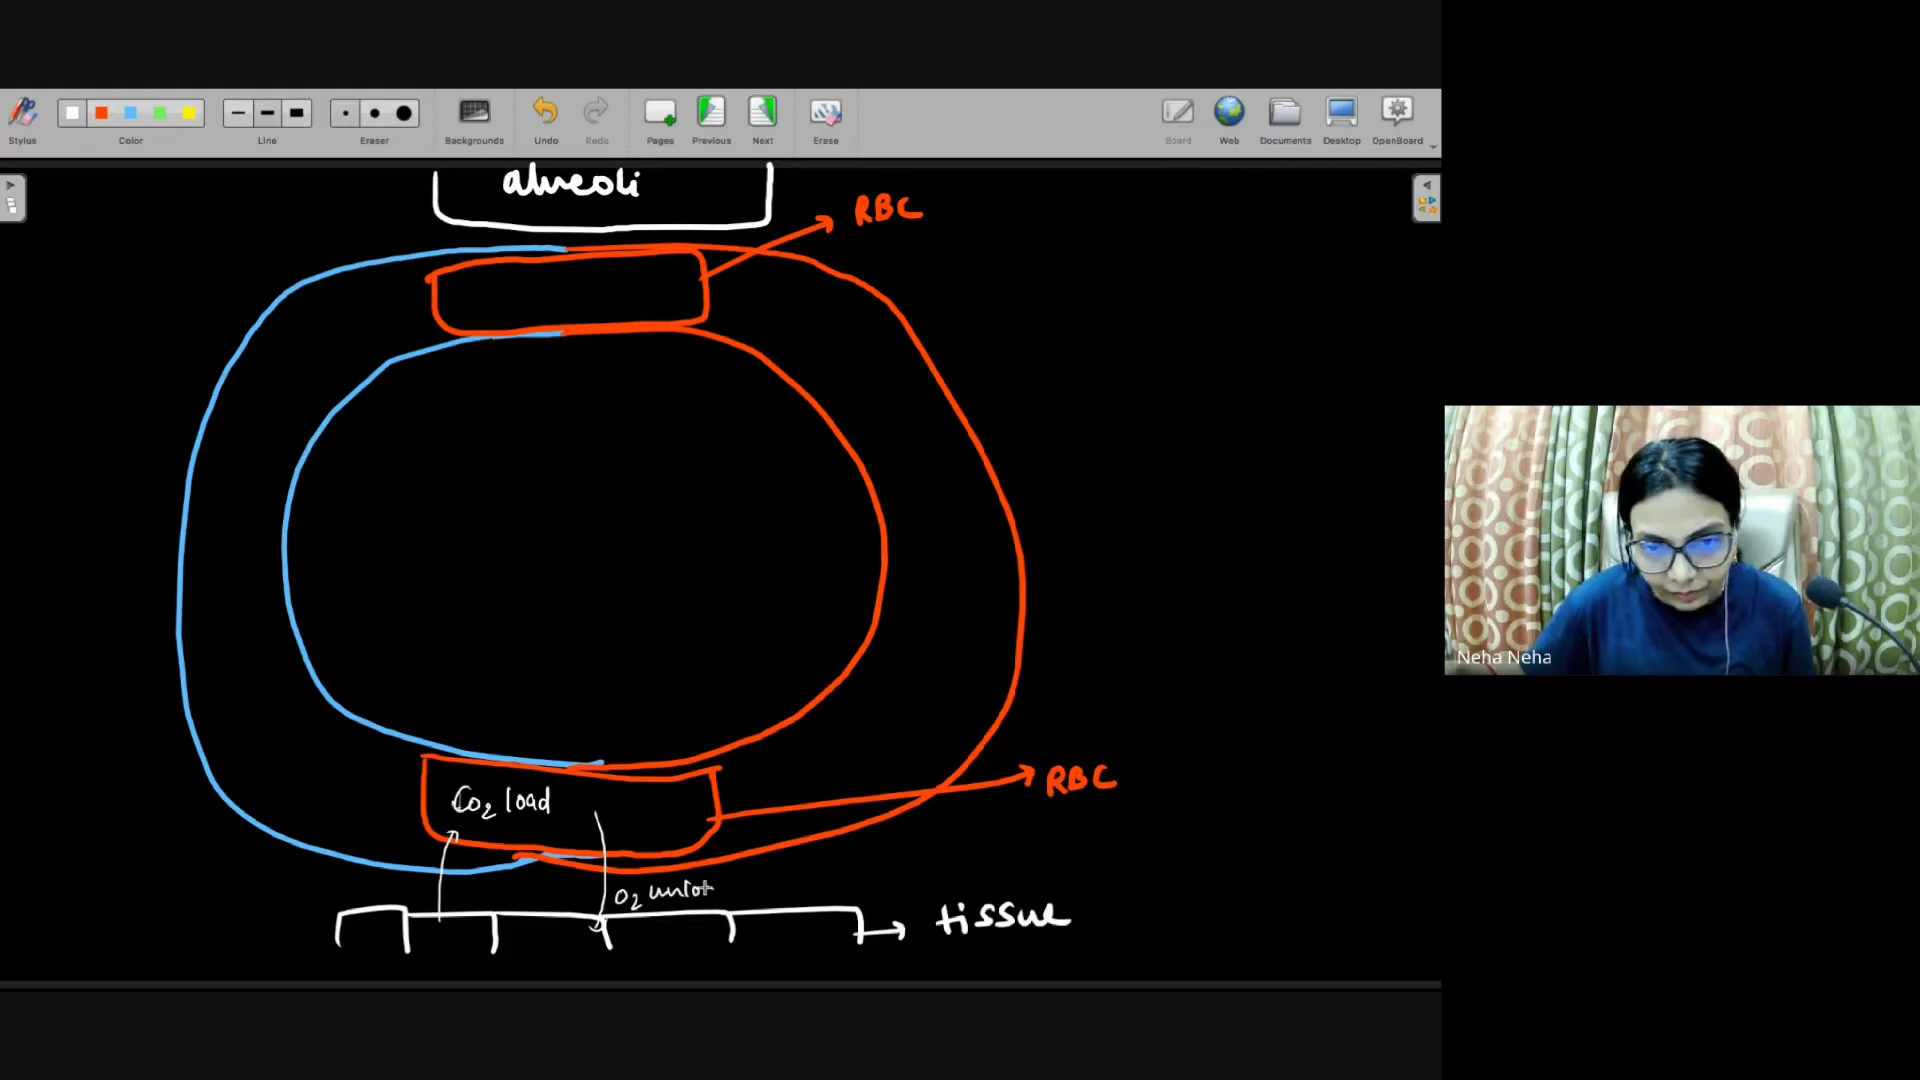 Stylus Color Line Eraser Backgrounds Undo Redo Pages Previous Next Erase Board Web Documents Desktop OpenBoard
alveoli
RBC
Neha Neha
RBC
Co2 load
O2
tissue